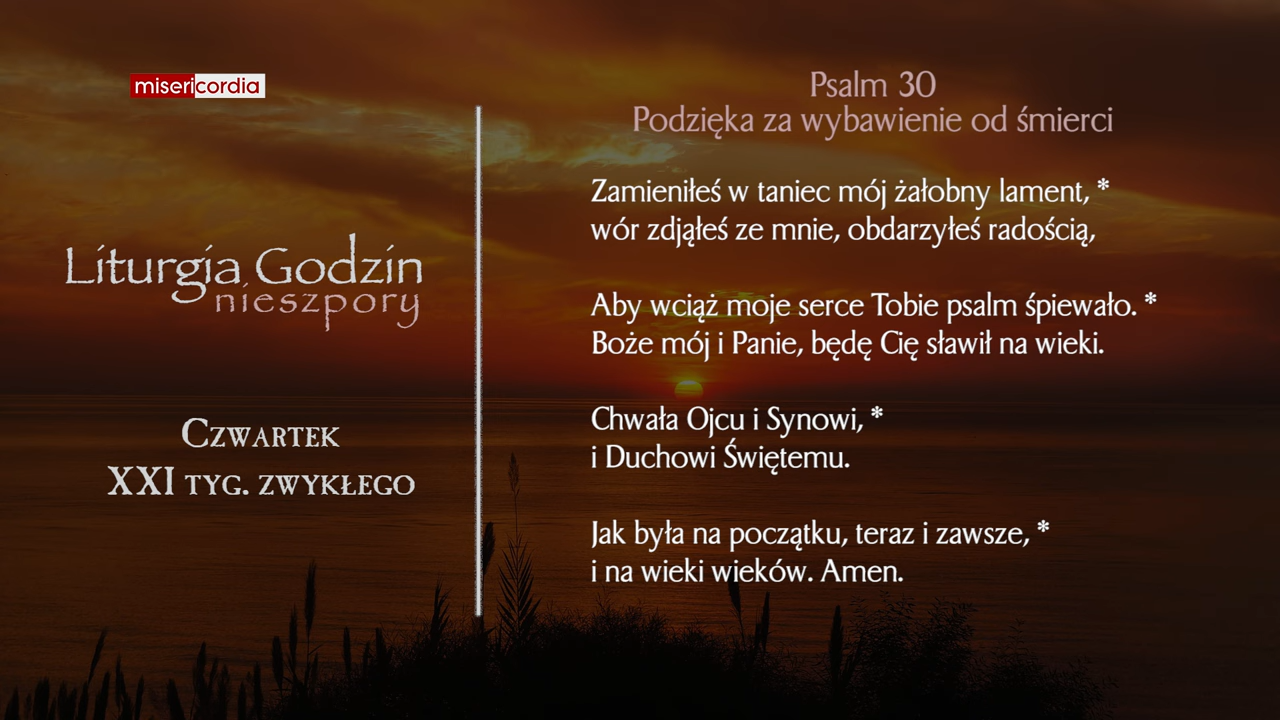 misericordia
Liturgia Godzin
nieszpory
Czwartek
XXI tyg. zwykłego
Psalm 30
Podzięka za wybawienie od śmierci
Zamieniłeś w taniec mój żałobny lament, *
wór zdjąłeś ze mnie, obdarzyłeś radością,
Aby wciąż moje serce Tobie psalm śpiewało. *
Boże mój i Panie, będę Cię sławił na wieki.
Chwała Ojcu i Synowi, *
i Duchowi Świętemu.
Jak była na początku, teraz i zawsze, *
i na wieki wieków. Amen.